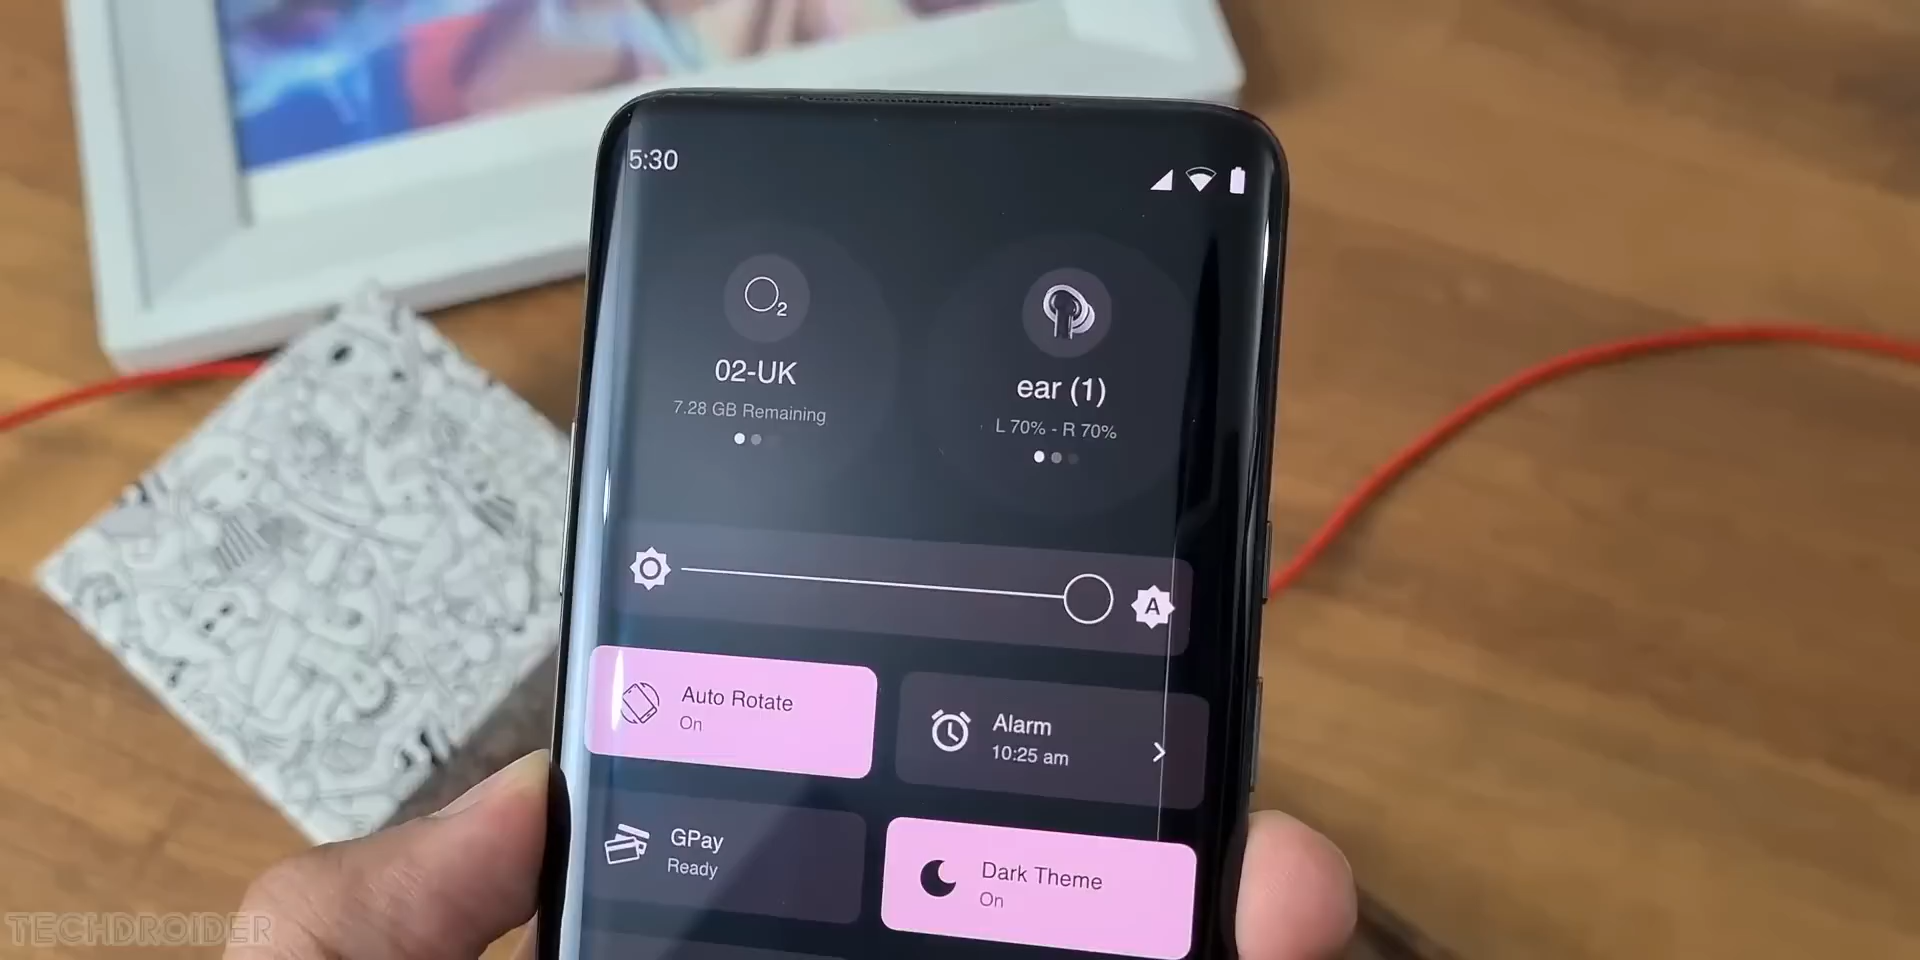 5:30
O2
02-UK
7.28 GB Remaining
ear (1)
L 70% - R 70%
A
Auto Rotate
On
Alarm
10:25 am
GPay
Ready
Dark Theme
On
TECHDROIDER